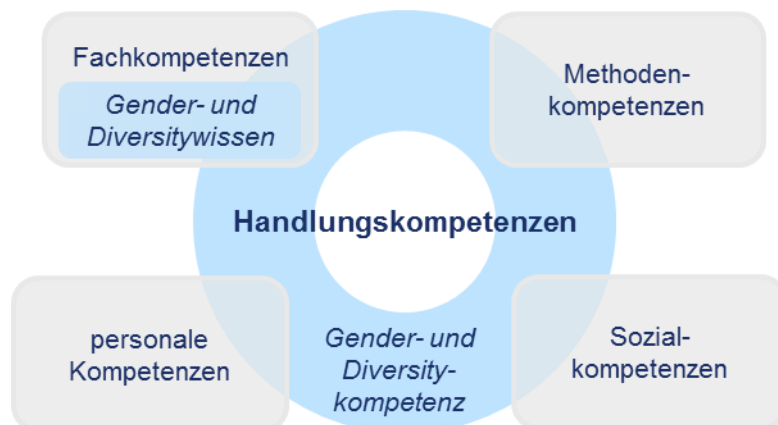 Fachkompetenzen
Gender- und
Diversitywissen
Methoden-
kompetenzen
Handlungskompetenzen
personale
Kompetenzen
Gender- und
Diversity-
kompetenz
Sozial-
kompetenzen